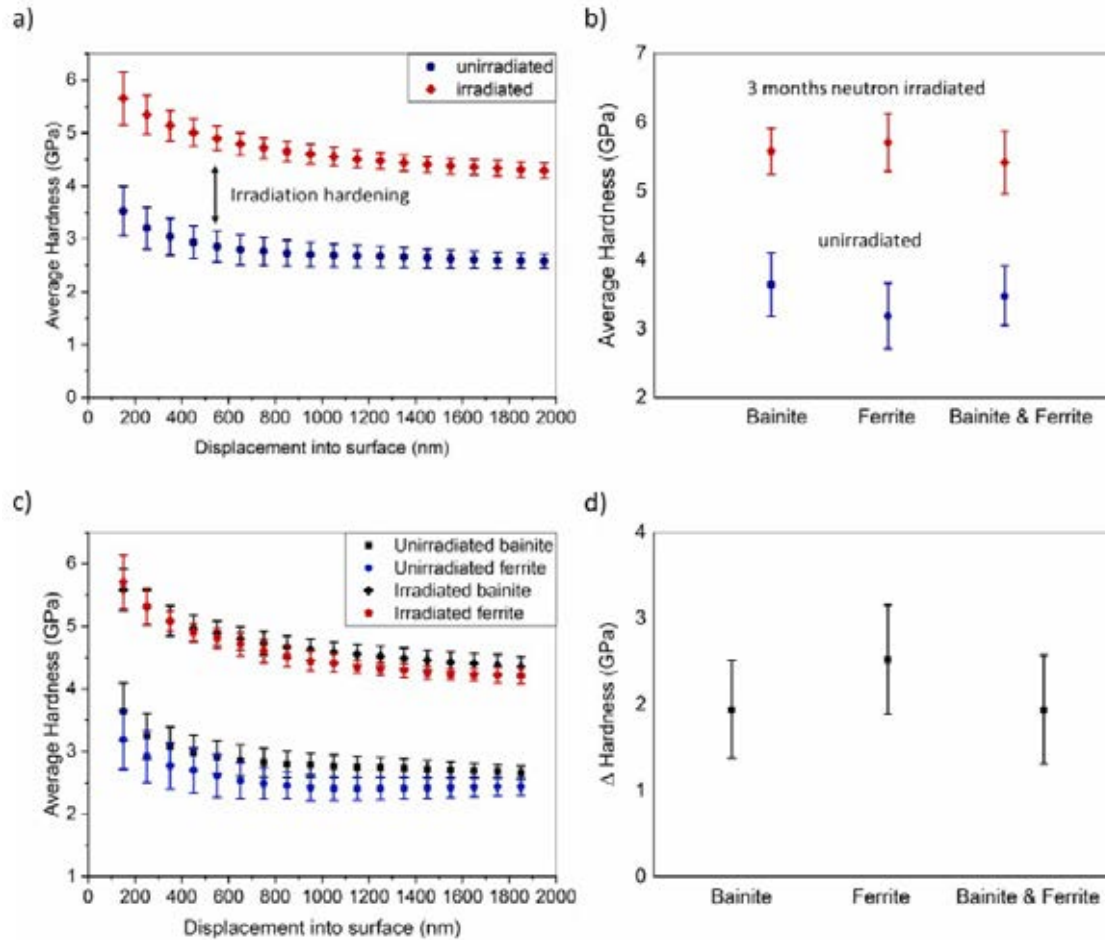 a)
Average Hardness (GPa)
6
5
4
3
2
1
0
unirradiated
irradiated
Irradiation hardening
0 200 400 600 800 1000 1200 1400 1600 1800 2000
Displacement into surface (nm)
b)
Average Hardness (GPa)
7
6
5
4
3
2
3 months neutron irradiated
unirradiated
Bainite Ferrite Bainite & Ferrite
c)
Average Hardness (GPa)
6
5
4
3
2
1
Unirradiated bainite
Unirradiated ferrite
Irradiated bainite
Irradiated ferrite
0 200 400 600 800 1000 1200 1400 1600 1800 2000
Displacement into surface (nm)
d)
Δ Hardness (GPa)
4
3
2
1
0
Bainite Ferrite Bainite & Ferrite